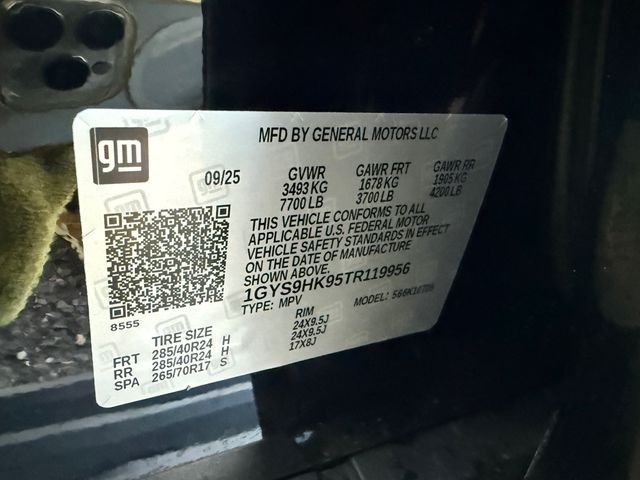 MFD BY GENERAL MOTORS LLC
gm
09/25 GVWR GAWR FRT GAWR RR
3493 KG 1678 KG 1905 KG
7700 LB 3700 LB 4200 LB
THIS VEHICLE CONFORMS TO ALL
APPLICABLE U.S. FEDERAL MOTOR
VEHICLE SAFETY STANDARDS IN EFFECT
ON THE DATE OF MANUFACTURE
SHOWN ABOVE.
1GYS9HK95TR119956
TYPE: MPV MODEL:
8555
TIRE SIZE RIM
FRT 285/40R24 H 24X9.5J
RR 285/40R24 H 24X9.5J
SPA 265/70R17 S 17X8J